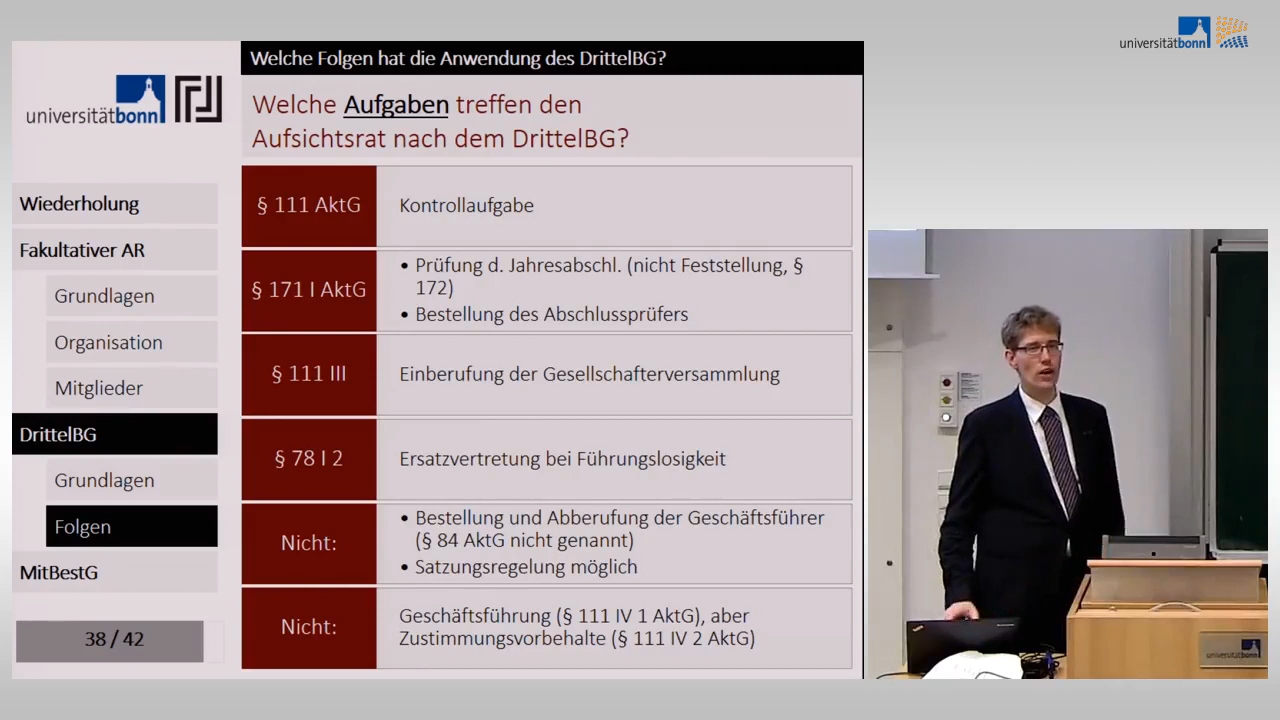 universitätbonn
Welche Folgen hat die Anwendung des DrittelBG?
universitätbonn
Welche Aufgaben treffen den
Aufsichtsrat nach dem DrittelBG?
Wiederholung
Fakultativer AR
Grundlagen
Organisation
Mitglieder
DrittelBG
Grundlagen
Folgen
MitBestG
38 / 42
§ 111 AktG
Kontrollaufgabe
§ 171 I AktG
• Prüfung d. Jahresabschl. (nicht Feststellung, §
172)
• Bestellung des Abschlussprüfers
§ 111 III
Einberufung der Gesellschafterversammlung
§ 78 I 2
Ersatzvertretung bei Führungslosigkeit
Nicht:
• Bestellung und Abberufung der Geschäftsführer
(§ 84 AktG nicht genannt)
• Satzungsregelung möglich
Nicht:
Geschäftsführung (§ 111 IV 1 AktG), aber
Zustimmungsvorbehalte (§ 111 IV 2 AktG)
universitätbonn